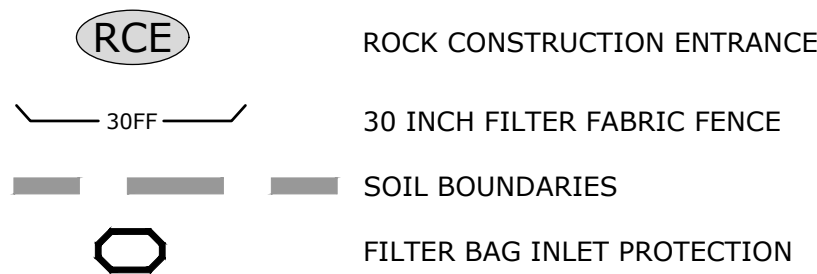 RCE ROCK CONSTRUCTION ENTRANCE
30FF 30 INCH FILTER FABRIC FENCE
SOIL BOUNDARIES
FILTER BAG INLET PROTECTION